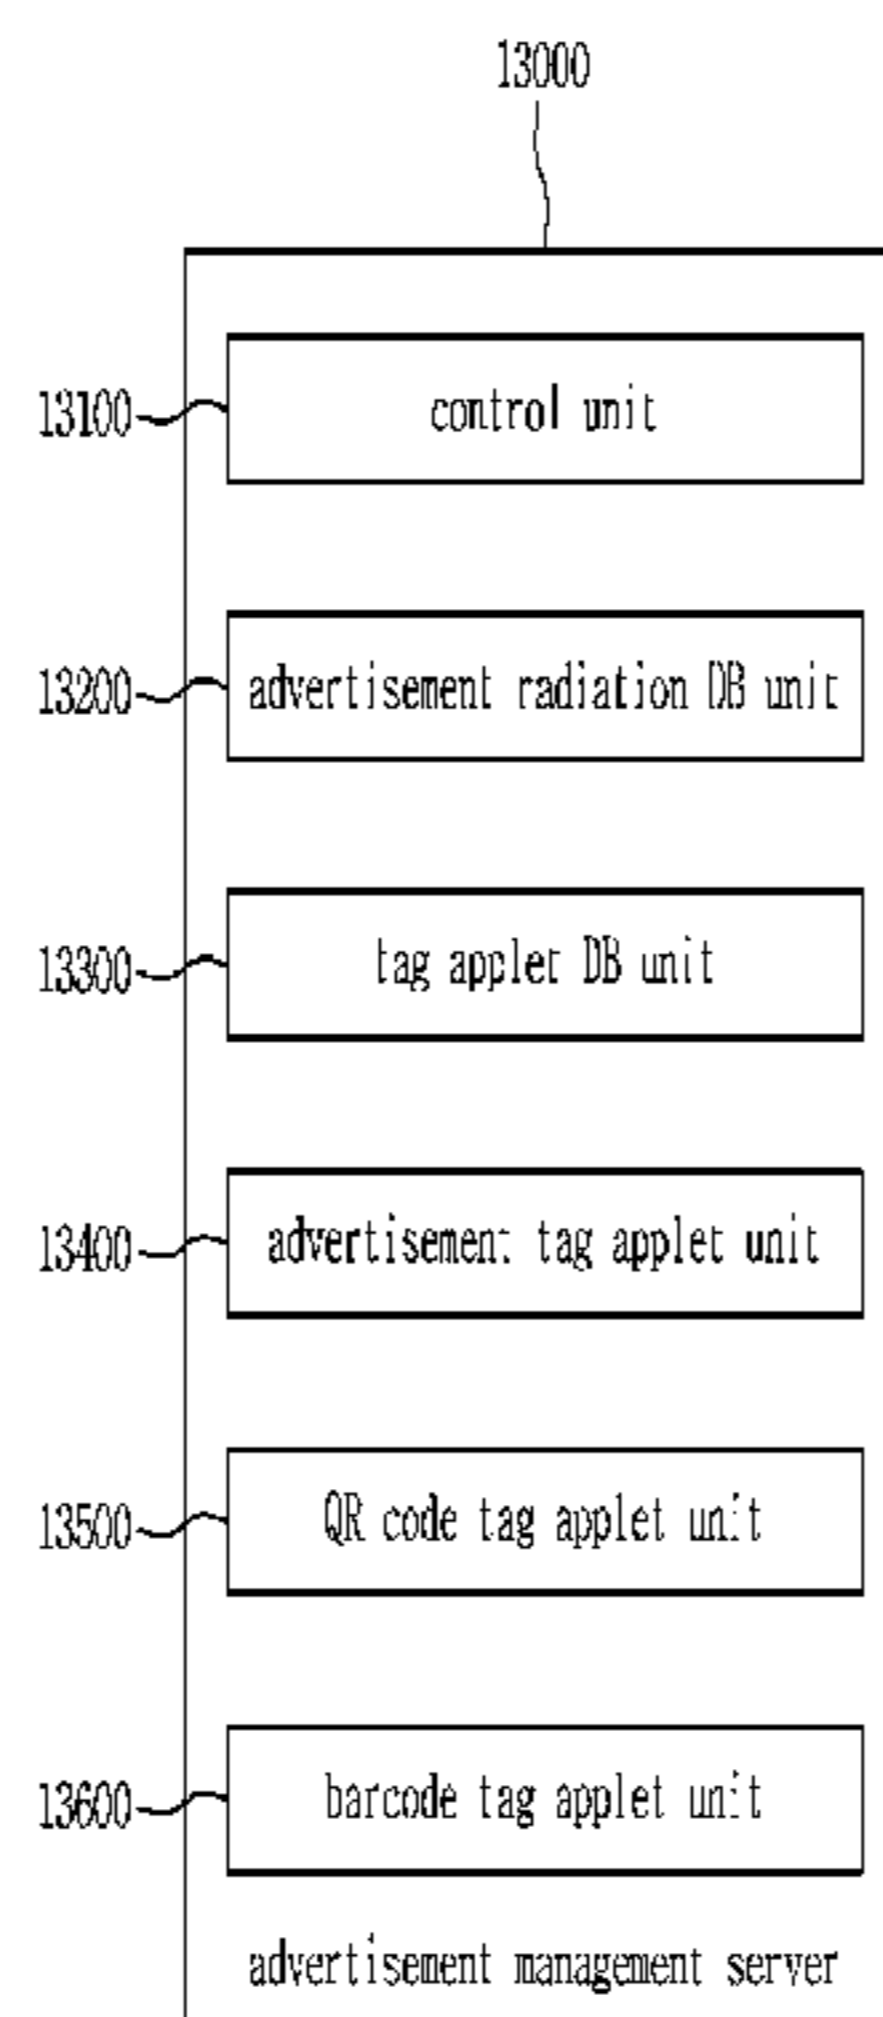 13000
13100 control unit
13200 advertisement radiation DB unit
13300 tag applet DB unit
13400 advertisement tag applet unit
13500 QR code tag applet unit
13600 barcode tag applet unit
advertisement management server